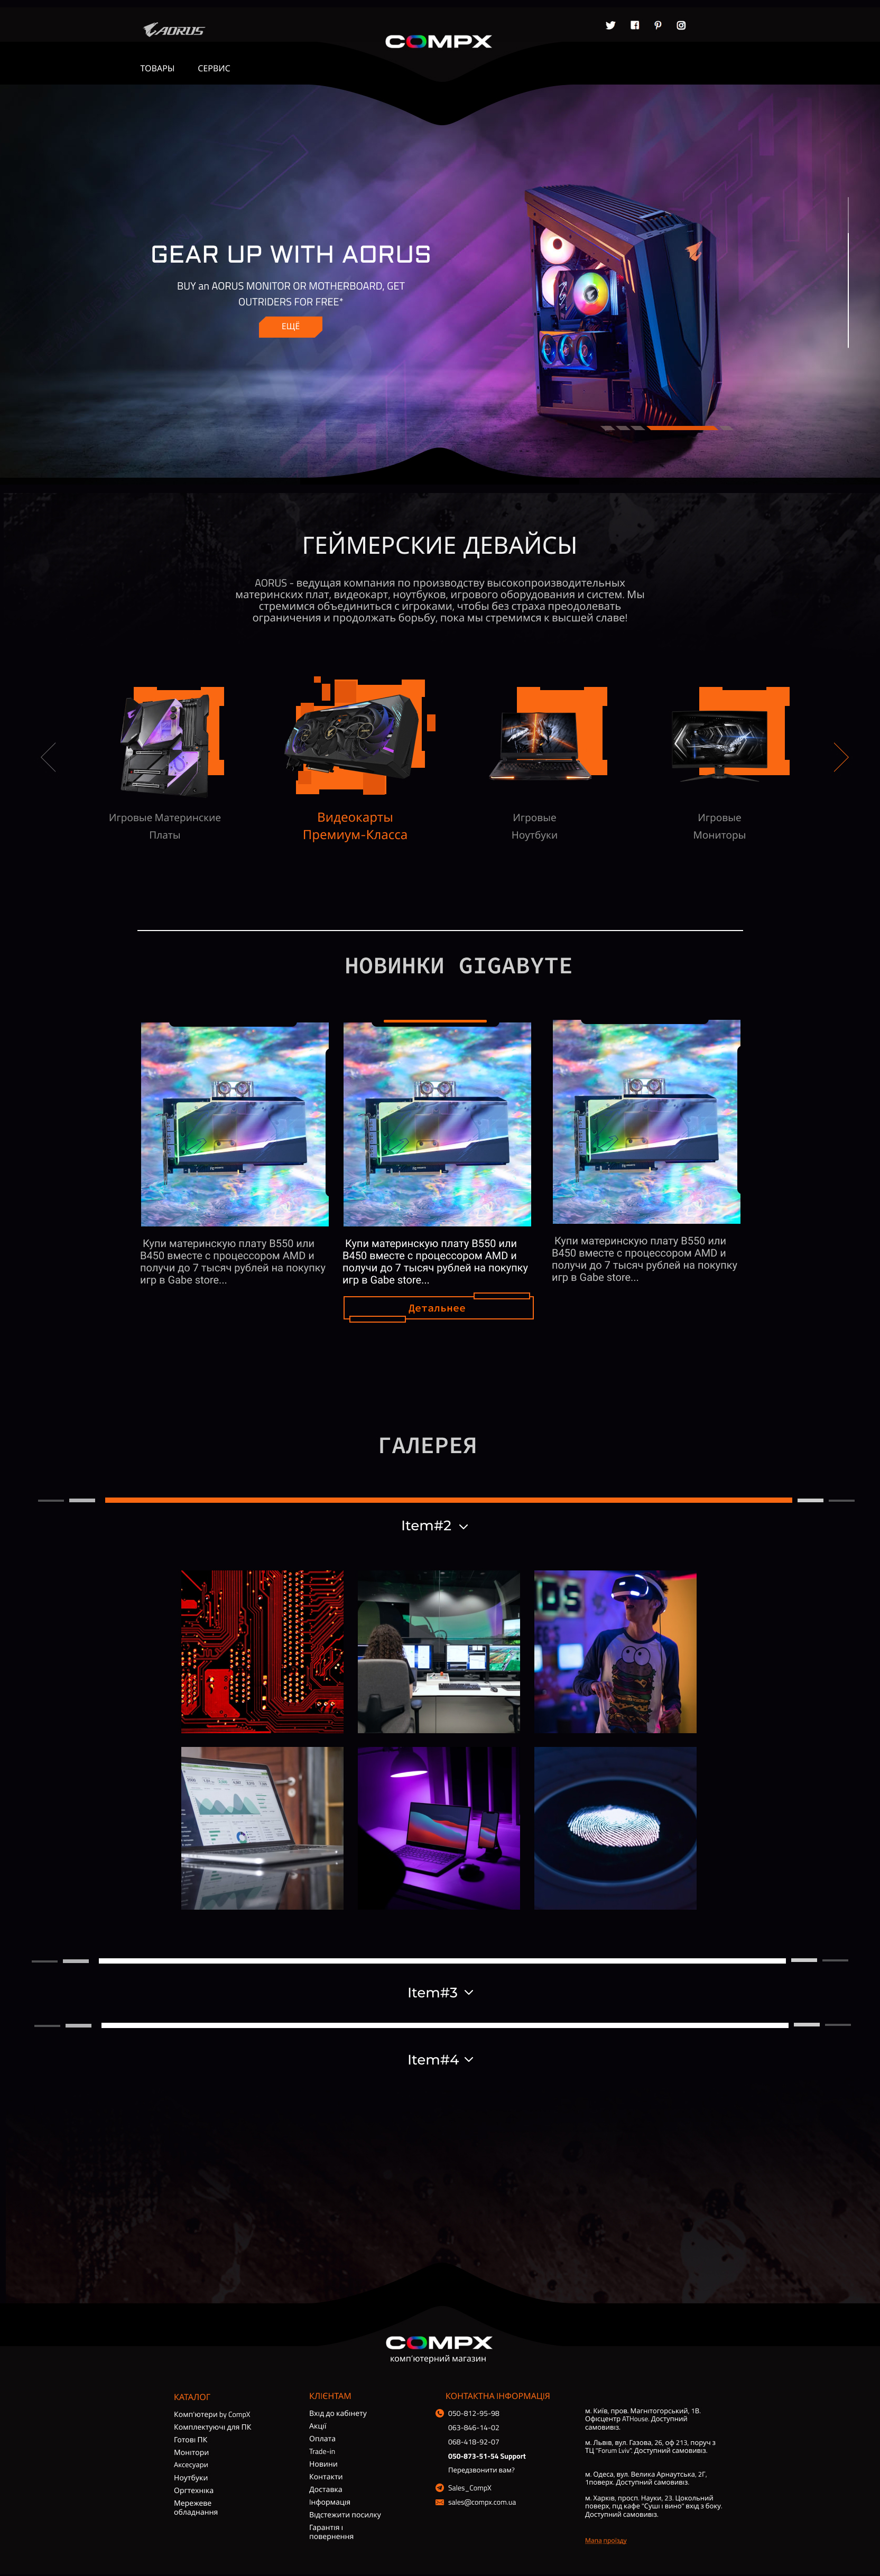 AORUS
COMPX
ТОВАРЫ
СЕРВИС
GEAR UP WITH AORUS
BUY an AORUS MONITOR OR MOTHERBOARD, GET
OUTRIDERS FOR FREE*
ЕЩЁ
ГЕЙМЕРСКИЕ ДЕВАЙСЫ
AORUS - ведущая компания по производству высокопроизводительных
материнских плат, видеокарт, ноутбуков, игрового оборудования и систем. Мы
стремимся объединиться с игроками, чтобы без страха преодолевать
ограничения и продолжать борьбу, пока мы стремимся к высшей славе!
Игровые Материнские
Платы
Видеокарты
Премиум-Класса
Игровые
Ноутбуки
Игровые
Мониторы
НОВИНКИ GIGABYTE
Купи материнскую плату B550 или
B450 вместе с процессором AMD и
получи до 7 тысяч рублей на покупку
игр в Gabe store...
Купи материнскую плату B550 или
B450 вместе с процессором AMD и
получи до 7 тысяч рублей на покупку
игр в Gabe store...
Детальнее
Купи материнскую плату B550 или
B450 вместе с процессором AMD и
получи до 7 тысяч рублей на покупку
игр в Gabe store...
ГАЛЕРЕЯ
Item#2
Item#3
Item#4
COMPX
комп'ютерний магазин
КАТАЛОГ
Комп'ютери by CompX
Комплектуючі для ПК
Готові ПК
Монітори
Аксесуари
Ноутбуки
Оргтехніка
Мережеве
обладнання
КЛІЄНТАМ
Вхід до кабінету
Акції
Оплата
Trade-in
Новини
Контакти
Доставка
Інформація
Відстежити посилку
Гарантія і
повернення
КОНТАКТНА ІНФОРМАЦІЯ
050-812-95-98
063-846-14-02
068-418-92-07
050-873-51-54 Support
Передзвонити вам?
Sales_CompX
sales@compx.com.ua
м. Київ, пров. Магнітогорський, 1В.
Офісцентр ATHouse. Доступний
самовивіз.
м. Львів, вул. Газова, 26, оф 213, поруч з
ТЦ "Forum Lviv". Доступний самовивіз.
м. Одеса, вул. Велика Арнаутська, 2Г,
1поверх. Доступний самовивіз.
м. Харків, просп. Науки, 23. Цокольний
поверх, під кафе "Суші і вино" вхід з боку.
Доступний самовивіз.
Мапа проїзду